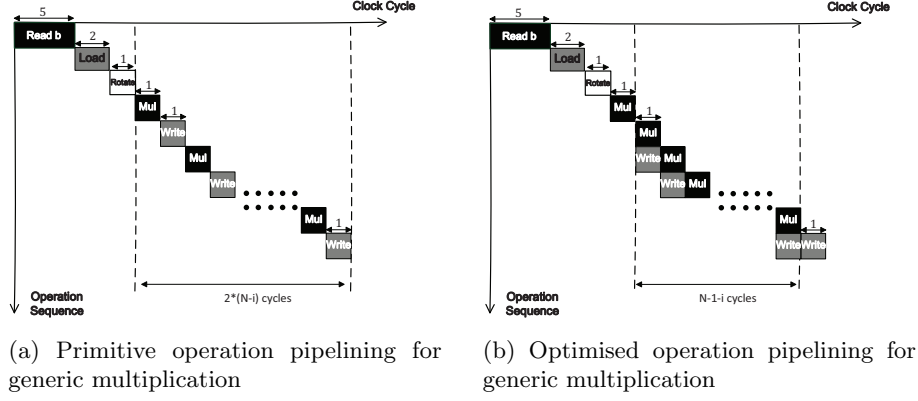 Clock Cycle
5
Read b
2
Load
1
Rotate
1
Mul
1
Write
Mul
Write
Mul
1
Write
2*(N-i) cycles
Operation
Sequence
(a) Primitive operation pipelining for
generic multiplication
Clock Cycle
5
Read b
2
Load
1
Rotate
1
Mul
1
Mul
Write Mul
Write Mul
Mul
1
Write Write
N-1-i cycles
Operation
Sequence
(b) Optimised operation pipelining for
generic multiplication